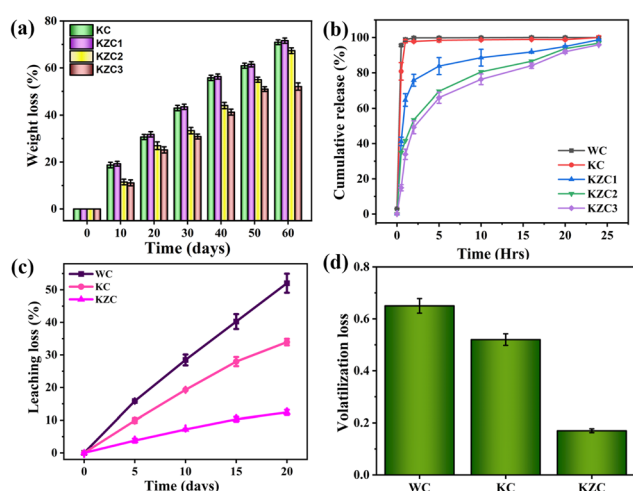 (a)
KC
KZC1
KZC2
KZC3
Weight loss (%)
80
60
40
20
0
0 10 20 30 40 50 60
Time (days)
(b)
Cumulative release (%)
100
80
60
40
20
0
WC
KC
KZC1
KZC2
KZC3
0 5 10 15 20 25
Time (Hrs)
(c)
WC
KC
KZC
Leaching loss (%)
50
40
30
20
10
0
0 5 10 15 20
Time (days)
(d)
Volatilization loss
0.8
0.6
0.4
0.2
0.0
WC KC KZC